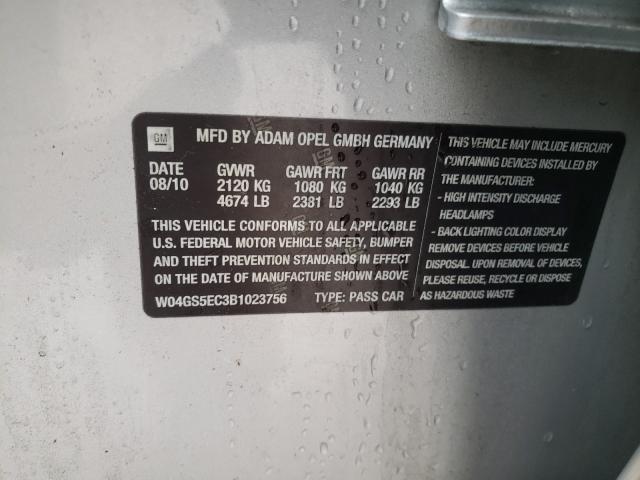 GM
MFD BY ADAM OPEL GMBH GERMANY
DATE GVWR GAWR FRT GAWR RR
08/10 2120 KG 1080 KG 1040 KG
4674 LB 2381 LB 2293 LB
THIS VEHICLE CONFORMS TO ALL APPLICABLE
U.S. FEDERAL MOTOR VEHICLE SAFETY, BUMPER
AND THEFT PREVENTION STANDARDS IN EFFECT
ON THE DATE OF MANUFACTURE SHOWN ABOVE
W04GS5EC3B1023756 TYPE: PASS CAR
THIS VEHICLE MAY INCLUDE MERCURY
CONTAINING DEVICES INSTALLED BY
THE MANUFACTURER:
- HIGH INTENSITY DISCHARGE
HEADLAMPS
- BACK LIGHTING COLOR DISPLAY
REMOVE DEVICES BEFORE VEHICLE
DISPOSAL. UPON REMOVAL OF DEVICES,
PLEASE REUSE, RECYCLE OR DISPOSE
AS HAZARDOUS WASTE